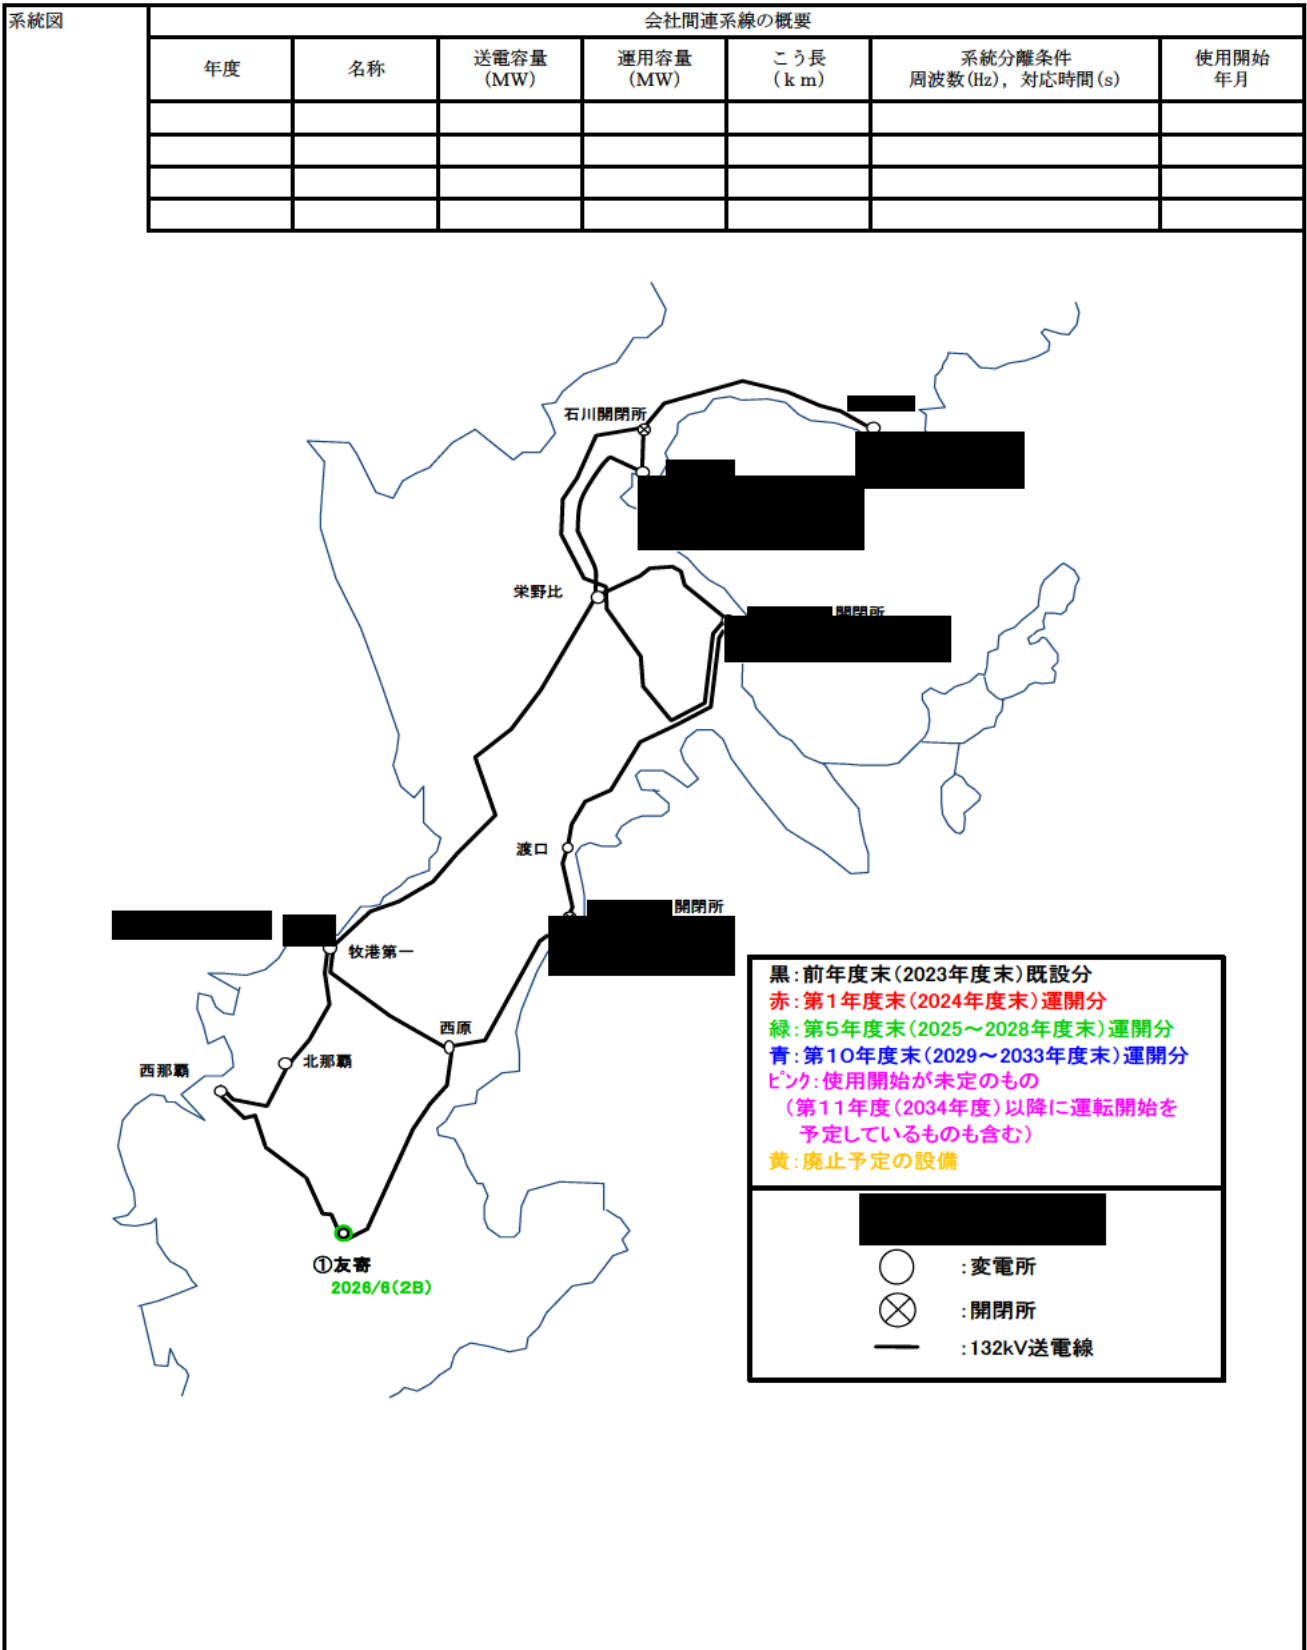 系統図
会社間連系線の概要
年度
名称
送電容量
(MW)
運用容量
(MW)
こう長
(ｋｍ)
系統分離条件
周波数(Hz)，対応時間(s)
使用開始
年月
石川開閉所
栄野比
開閉所
渡口
開閉所
牧港第一
西原
北那覇
西那覇
①友寄
2026/6(2B)
黒：前年度末（2023年度末）既設分
赤：第１年度末（2024年度末）運開分
緑：第５年度末（2025～2028年度末）運開分
青：第１０年度末（2029～2033年度末）運開分
ピンク：使用開始が未定のもの
（第１１年度（2034年度）以降に運転開始を
予定しているものも含む）
黄：廃止予定の設備
：変電所
：開閉所
：132kV送電線